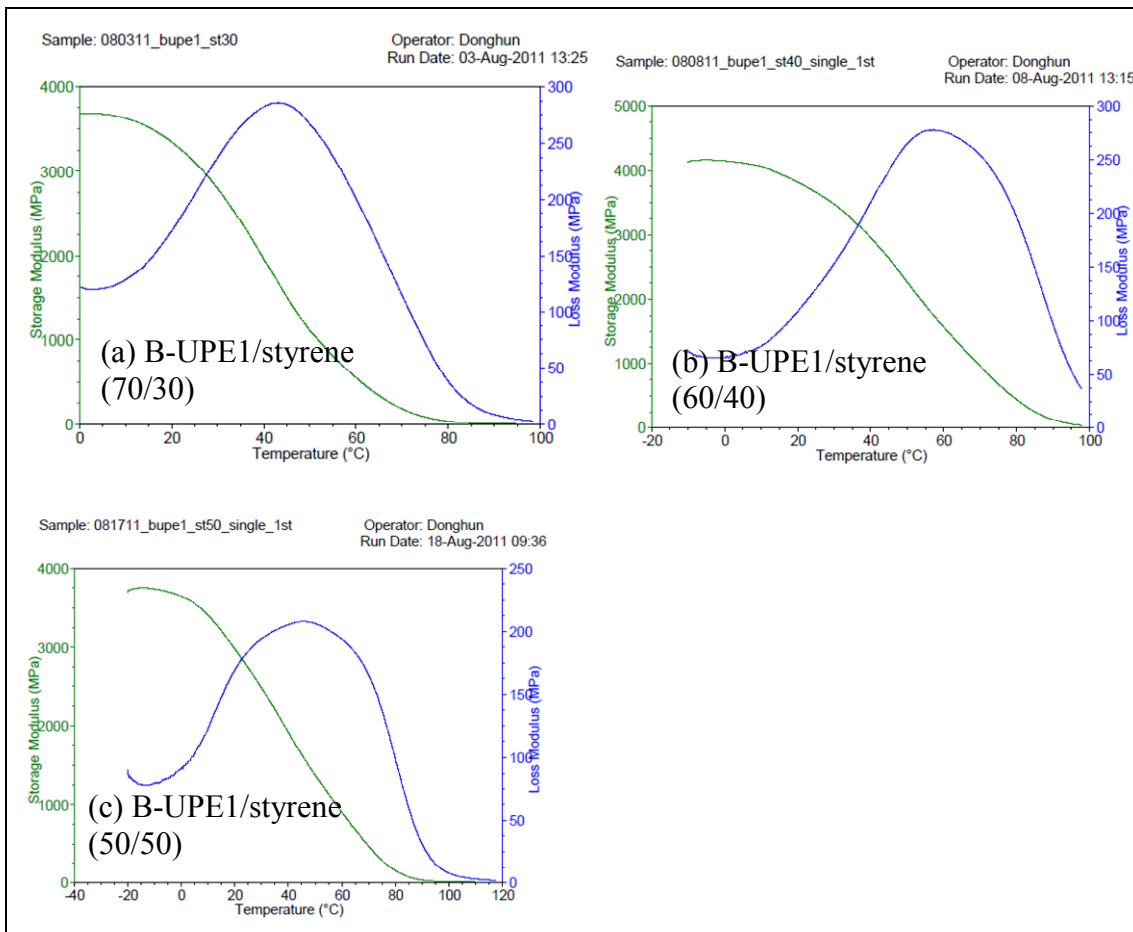 Sample: 080311_bupe1_st30
Operator: Donghun
Run Date: 03-Aug-2011 13:25
4000
3000
2000
1000
0
Storage Modulus (MPa)
300
250
200
150
100
50
0
Loss Modulus (MPa)
(a) B-UPE1/styrene
(70/30)
0 20 40 60 80 100
Temperature (°C)
Sample: 080811_bupe1_st40_single_1st
Operator: Donghun
Run Date: 08-Aug-2011 13:15
5000
4000
3000
2000
1000
0
Storage Modulus (MPa)
300
250
200
150
100
50
0
Loss Modulus (MPa)
(b) B-UPE1/styrene
(60/40)
-20 0 20 40 60 80 100
Temperature (°C)
Sample: 081711_bupe1_st50_single_1st
Operator: Donghun
Run Date: 18-Aug-2011 09:36
4000
3000
2000
1000
0
Storage Modulus (MPa)
250
200
150
100
50
0
Loss Modulus (MPa)
(c) B-UPE1/styrene
(50/50)
-40 -20 0 20 40 60 80 100 120
Temperature (°C)